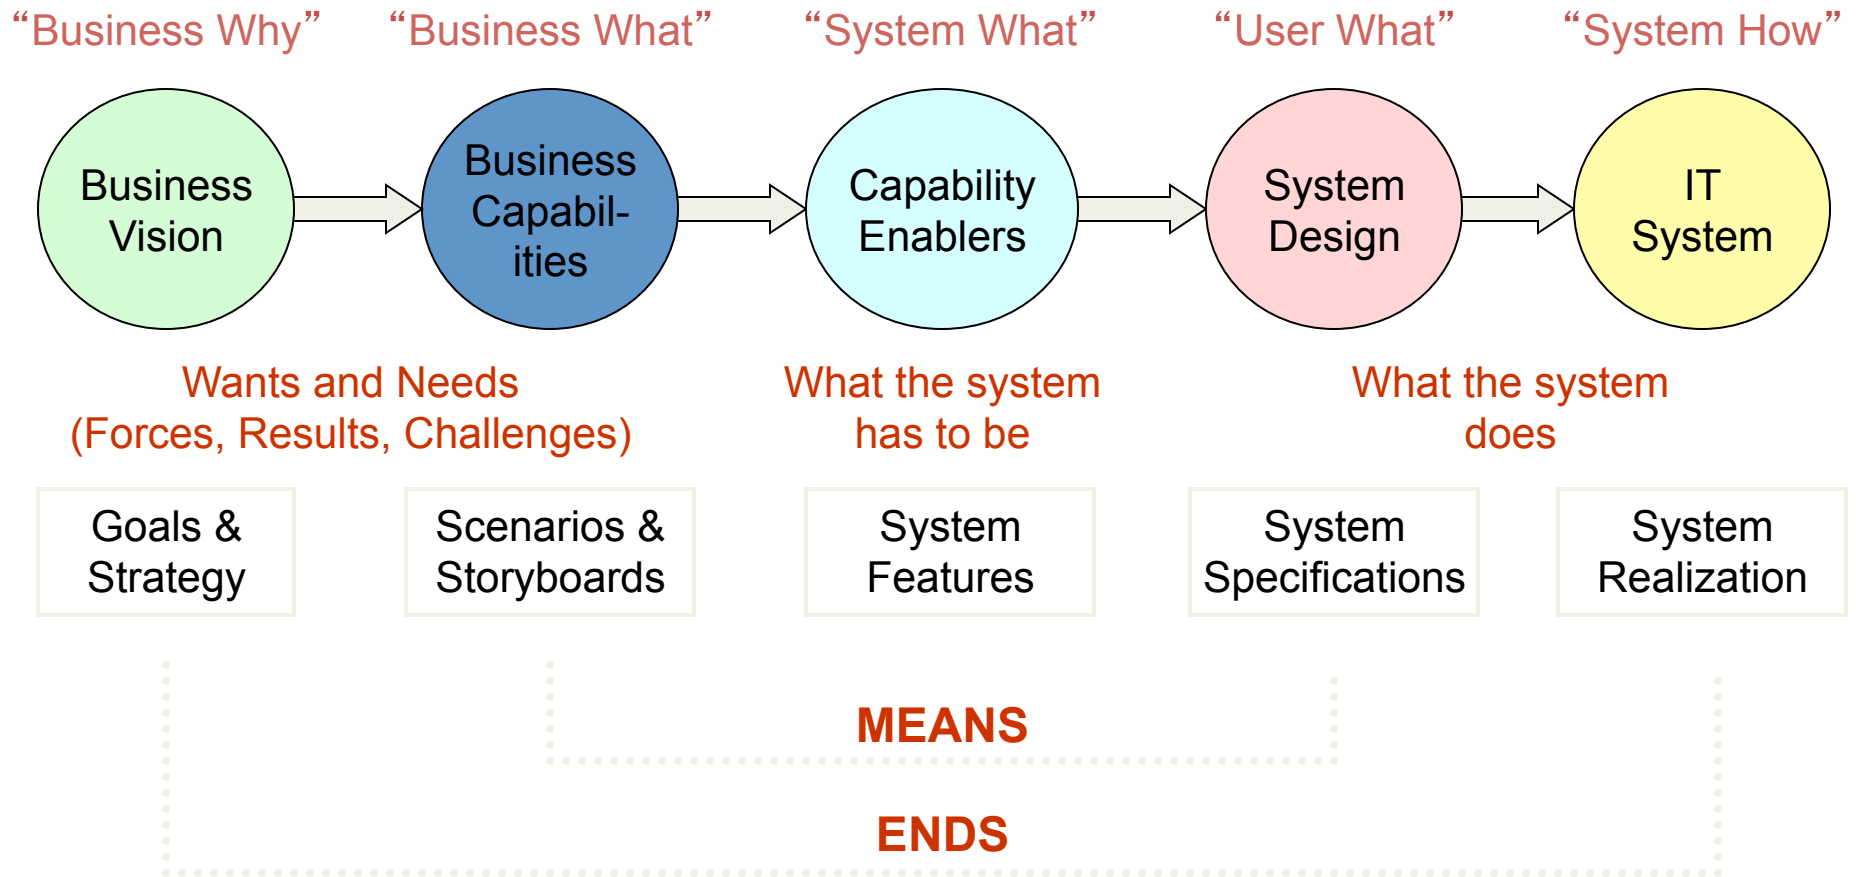 “Business Why” “Business What” “System What” “User What” “System How”
Business
Vision
Business
Capabil-
ities
Capability
Enablers
System
Design
IT
System
Wants and Needs
(Forces, Results, Challenges)
What the system
has to be
What the system
does
Goals &
Strategy
Scenarios &
Storyboards
System
Features
System
Specifications
System
Realization
MEANS
ENDS